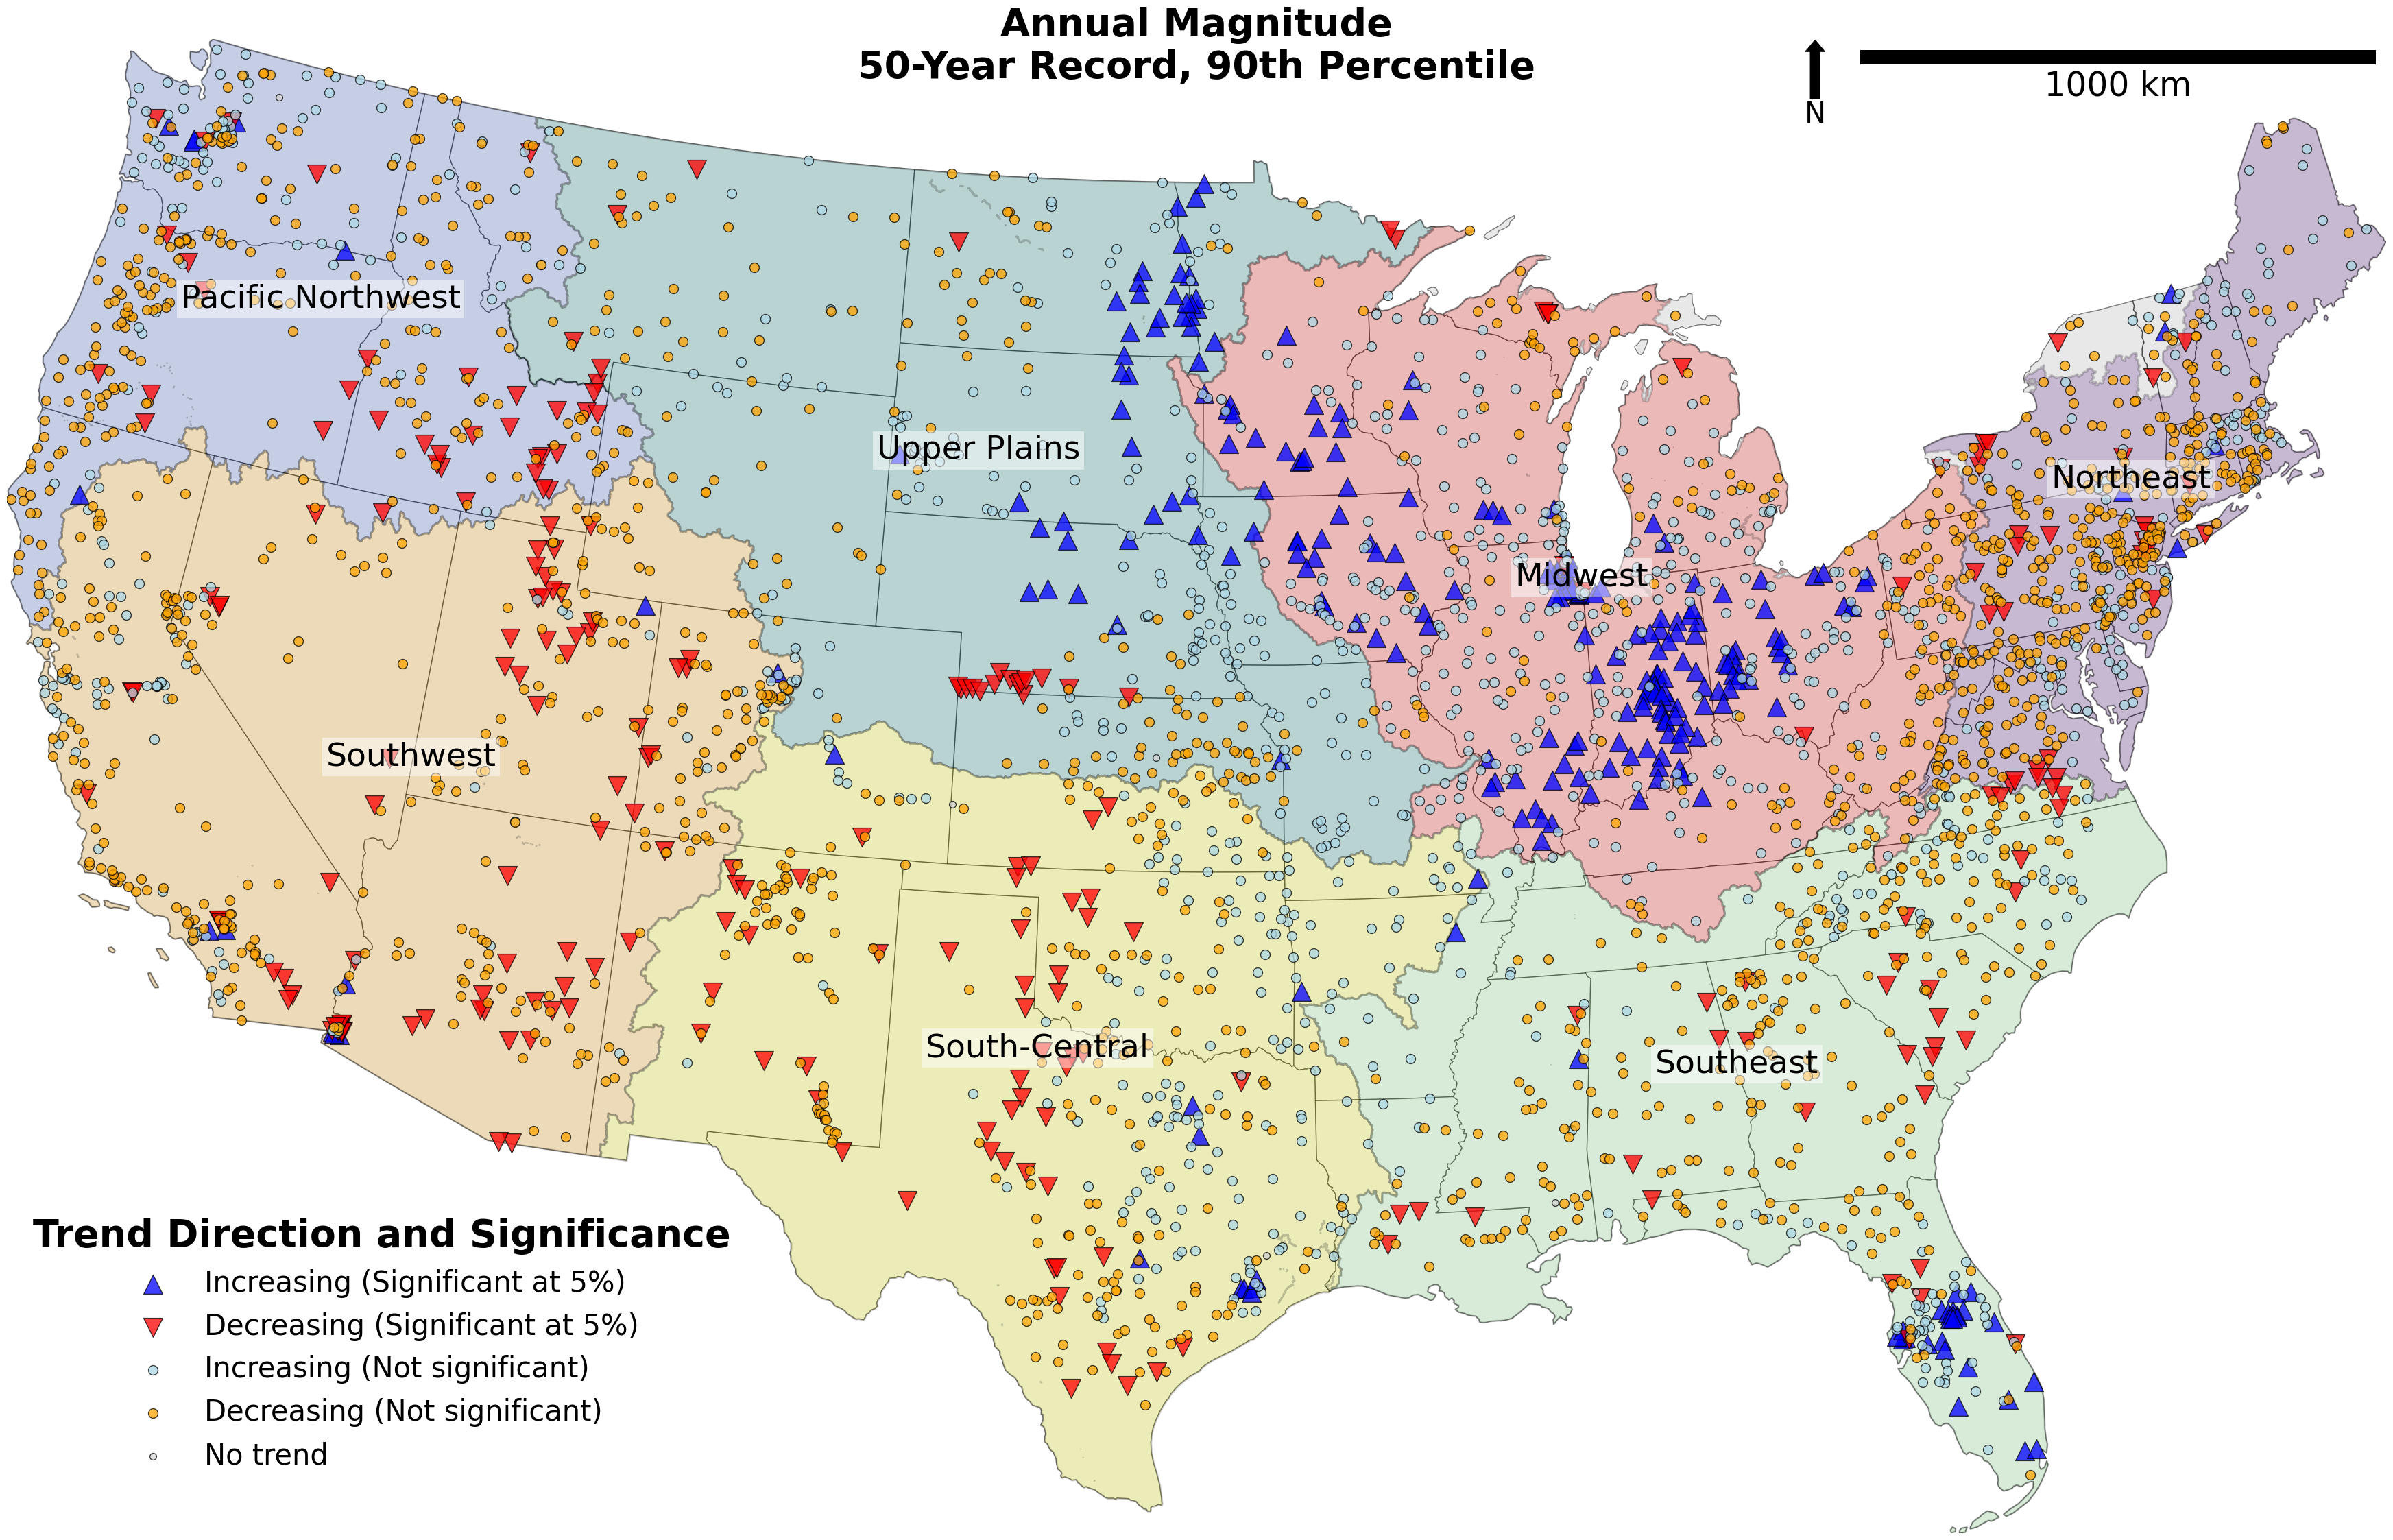 Annual Magnitude
50-Year Record, 90th Percentile
N
1000 km
Pacific Northwest
Upper Plains
Northeast
Midwest
Southwest
South-Central
Southeast
Trend Direction and Significance
Increasing (Significant at 5%)
Decreasing (Significant at 5%)
Increasing (Not significant)
Decreasing (Not significant)
No trend